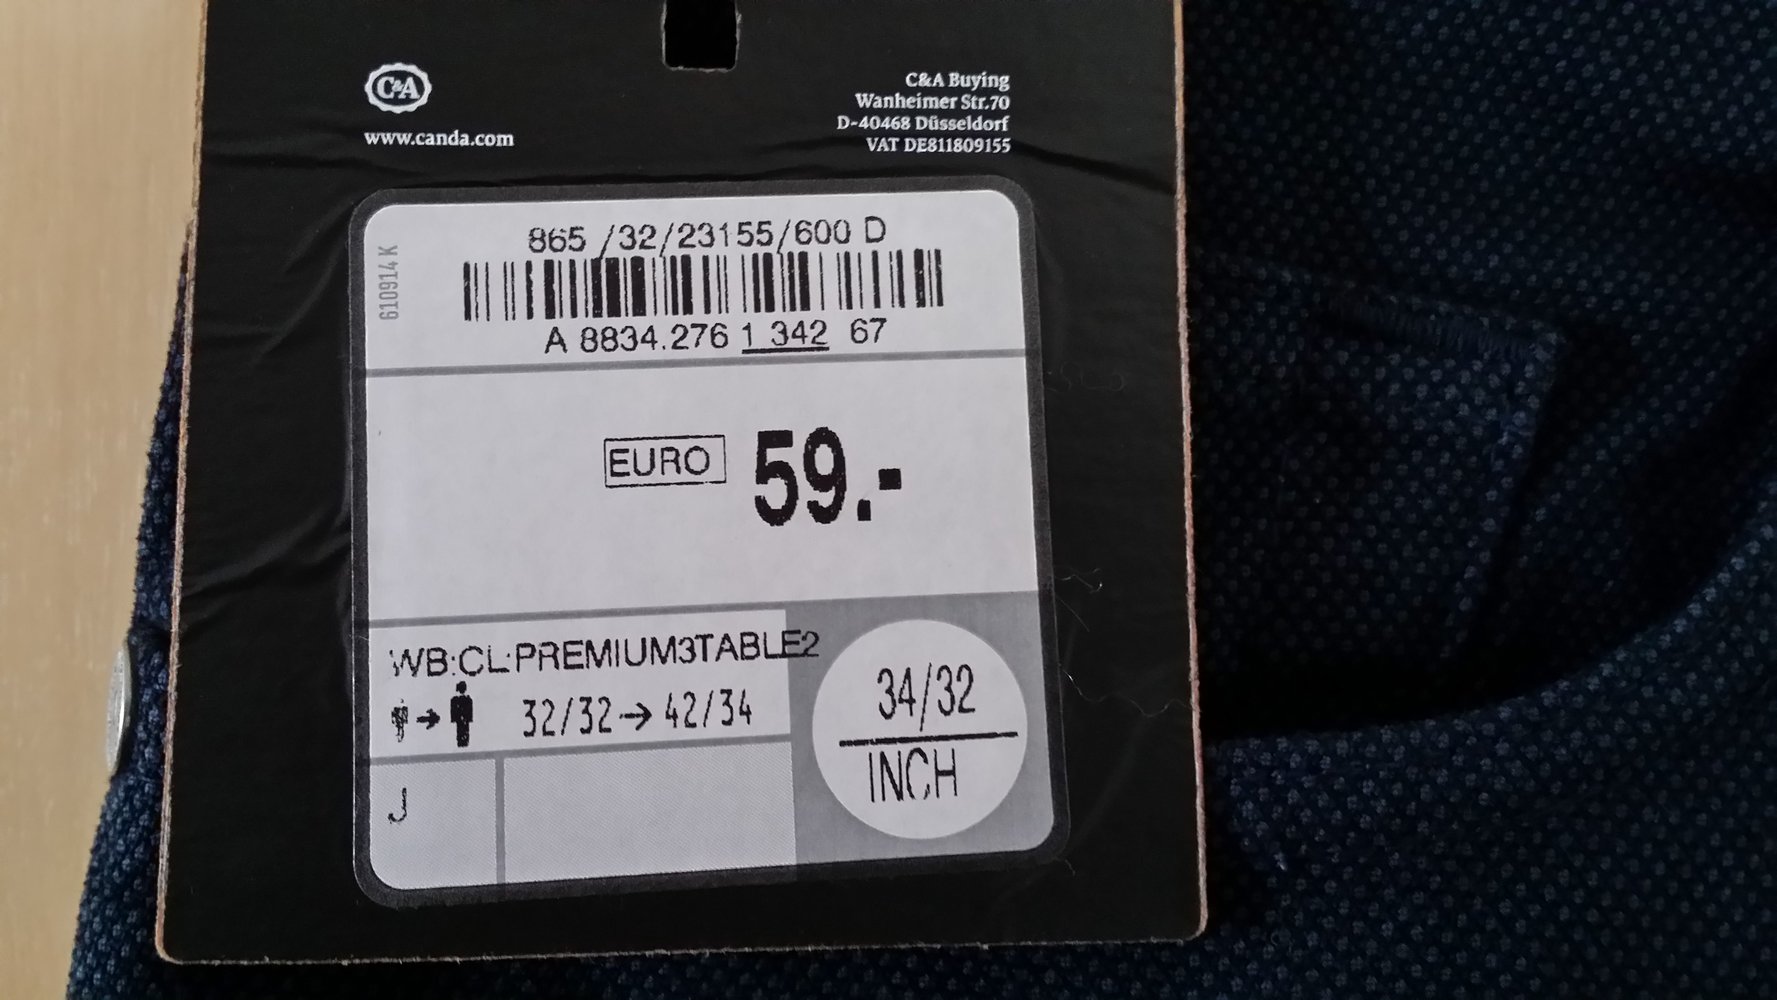 C&A
www.canda.com
C&A Buying
Wanheimer Str.70
D-40468 Düsseldorf
VAT DE811809155
610914 K
865 /32/23155/600 D
A 8834.276 1 342 67
EURO 59.-
WB:CL:PREMIUM3TABLE2
32/32→42/34
34/32
INCH
J